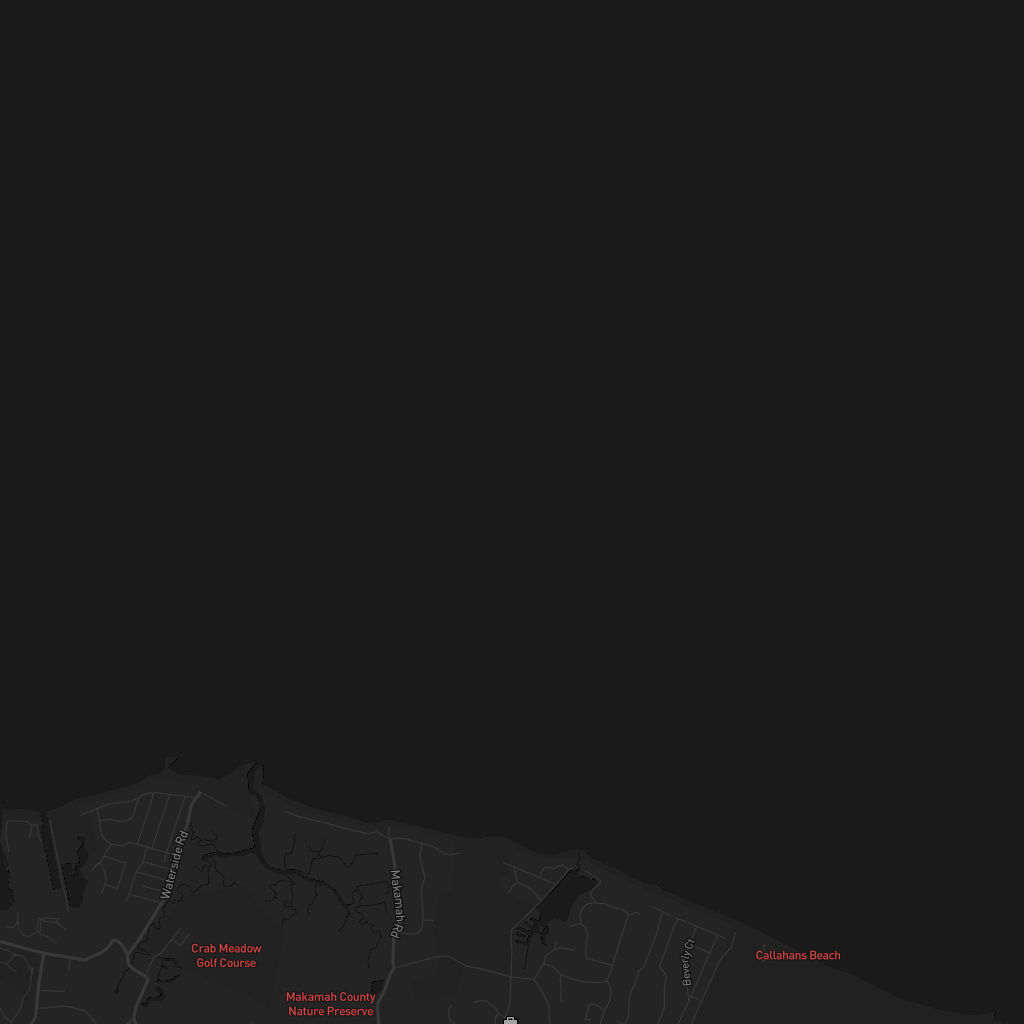 Waterside Rd
Makamah Rd
Beverly Ct
Crab Meadow
Golf Course
Callahans Beach
Makamah County
Nature Preserve